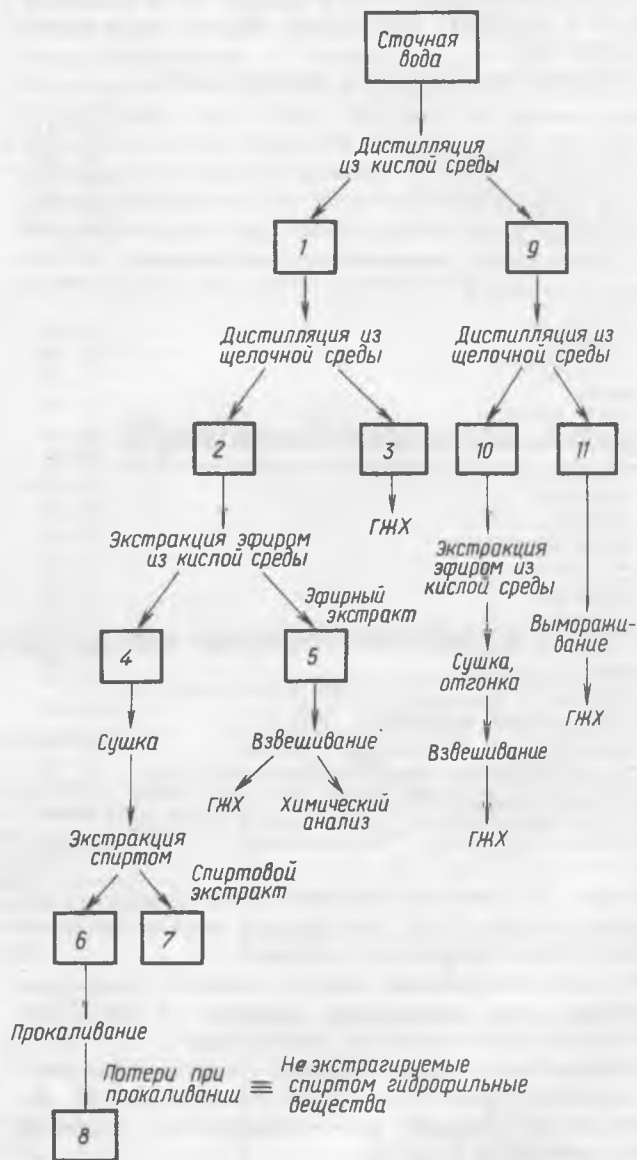 Сточная
вода
Дистилляция
из кислой среды
1
9
Дистилляция из
щелочной среды
Дистилляция из
щелочной среды
2
3
10
11
ГЖХ
Экстракция эфиром
из кислой среды
Экстракция
эфиром из
кислой среды
Эфирный
экстракт
Выморажи-
вание
4
5
Сушка,
отгонка
ГЖХ
Сушка
Взвешивание
Взвешивание
ГЖХ
Химический
анализ
ГЖХ
Экстракция
спиртом
Спиртовой
экстракт
6
7
Прокаливание
Потери при
прокаливании
≡
Не экстрагируемые
спиртом гидрофильные
вещества
8